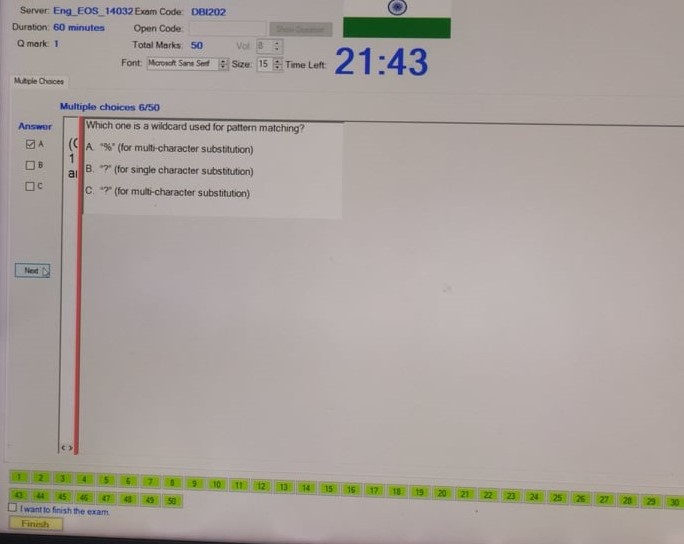 Server: Eng_EOS_14032 Exam Code: DBI202
Duration: 60 minutes Open Code: Show Question
Q mark: 1 Total Marks: 50 Vol: 8
Font: Microsoft Sans Serif Size: 15 Time Left: 21:43
Multiple Choices
Multiple choices 6/50
Answer
A
B
C
Next
(C
1
a
Which one is a wildcard used for pattern matching?
A. "%" (for multi-character substitution)
B. "?" (for single character substitution)
C. "?" (for multi-character substitution)
< >
1 2 3 4 5 6 7 8 9 10 11 12 13 14 15 16 17 18 19 20 21 22 23 24 25 26 27 28 29 30
43 44 45 46 47 48 49 50
I want to finish the exam.
Finish